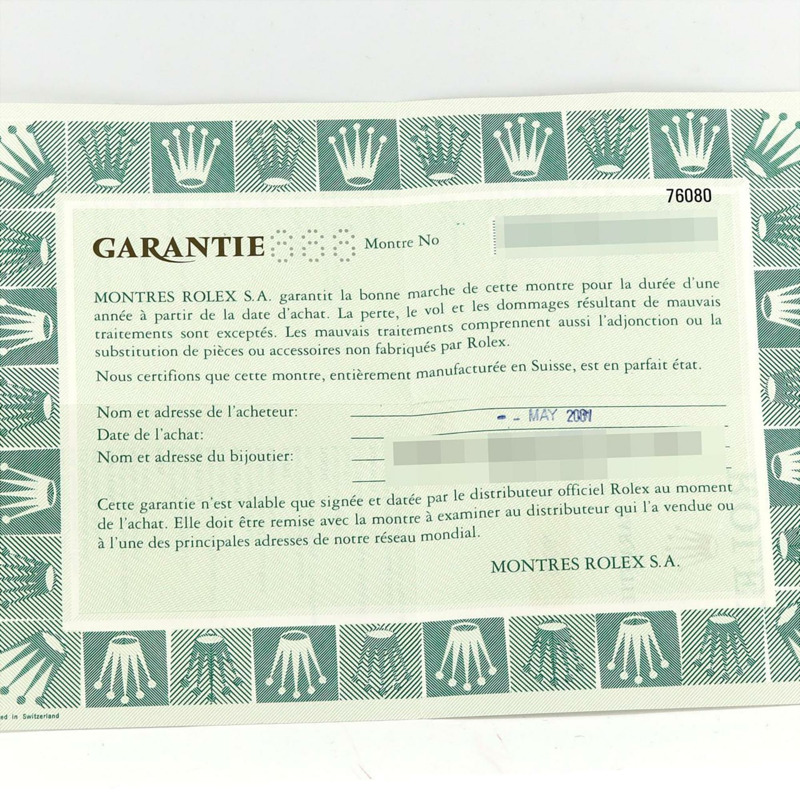 76080
GARANTIE 888 Montre No
MONTRES ROLEX S.A. garantit la bonne marche de cette montre pour la durée d'une
année à partir de la date d'achat. La perte, le vol et les dommages résultant de mauvais
traitements sont exceptés. Les mauvais traitements comprennent aussi l'adjonction ou la
substitution de pièces ou accessoires non fabriqués par Rolex.
Nous certifions que cette montre, entièrement manufacturée en Suisse, est en parfait état.
Nom et adresse de l'acheteur:
- - MAY 2001
Date de l'achat:
Nom et adresse du bijoutier:
Cette garantie n'est valable que signée et datée par le distributeur officiel Rolex au moment
de l'achat. Elle doit être remise avec la montre à examiner au distributeur qui l'a vendue ou
à l'une des principales adresses de notre réseau mondial.
MONTRES ROLEX S.A.
ed in Switzerland